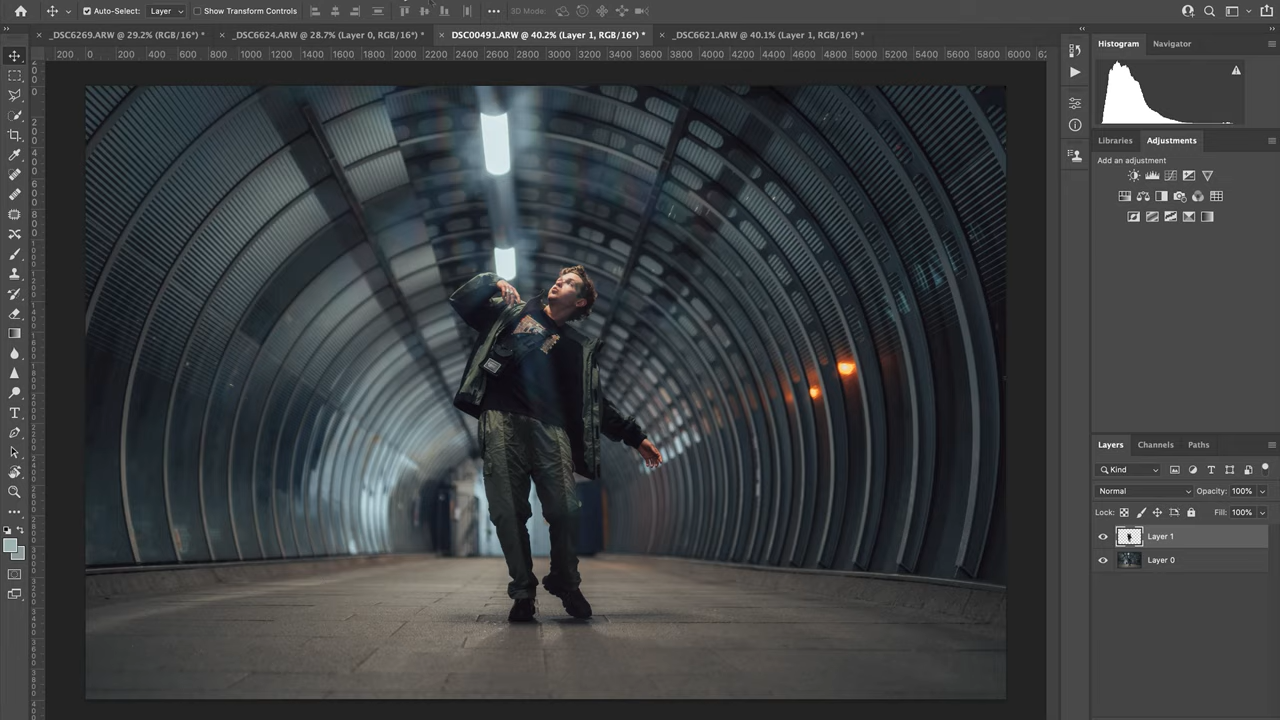 Auto-Select: Layer Show Transform Controls 3D Mode:
_DSC6269.ARW @ 29.2% (RGB/16*) * _DSC6624.ARW @ 28.7% (Layer 0, RGB/16*) * DSC00491.ARW @ 40.2% (Layer 1, RGB/16*) * _DSC6621.ARW @ 40.1% (Layer 1, RGB/16*) *
200 0 200 400 600 800 1000 1200 1400 1600 1800 2000 2200 2400 2600 2800 3000 3200 3400 3600 3800 4000 4200 4400 4600 4800 5000 5200 5400 5600 5800 6000
Histogram Navigator
Libraries Adjustments
Add an adjustment
Layers Channels Paths
Kind
Normal Opacity: 100%
Lock: Fill: 100%
Layer 1
Layer 0